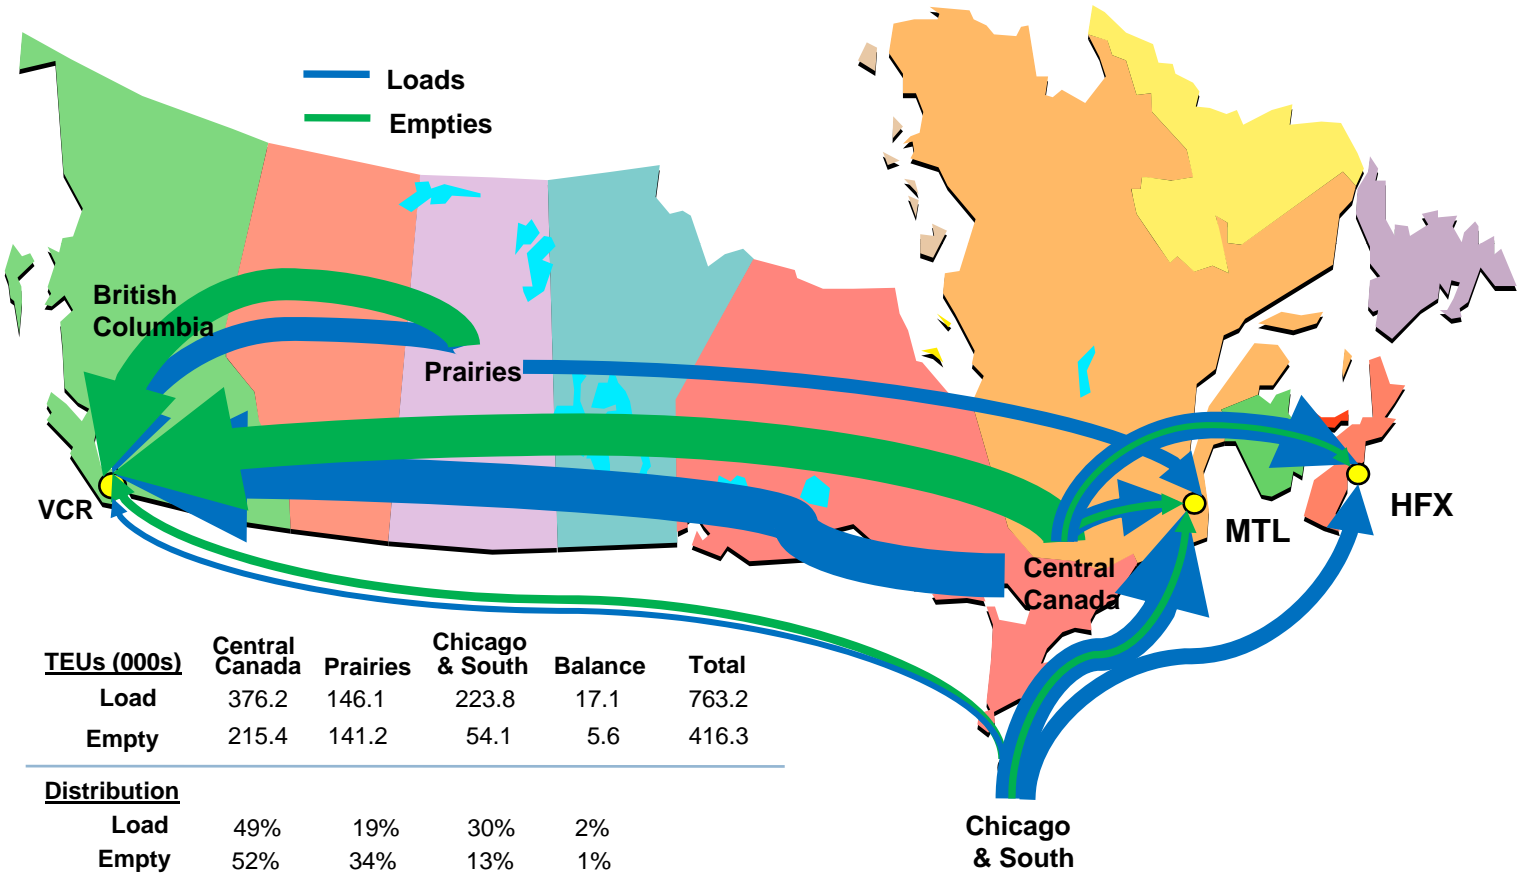 Loads
Empties
British
Columbia
Prairies
VCR
HFX
MTL
Central
Canada
TEUs (000s) Central Canada Prairies Chicago & South Balance Total
Load 376.2 146.1 223.8 17.1 763.2
Empty 215.4 141.2 54.1 5.6 416.3
Distribution
Load 49% 19% 30% 2%
Empty 52% 34% 13% 1%
Chicago
& South